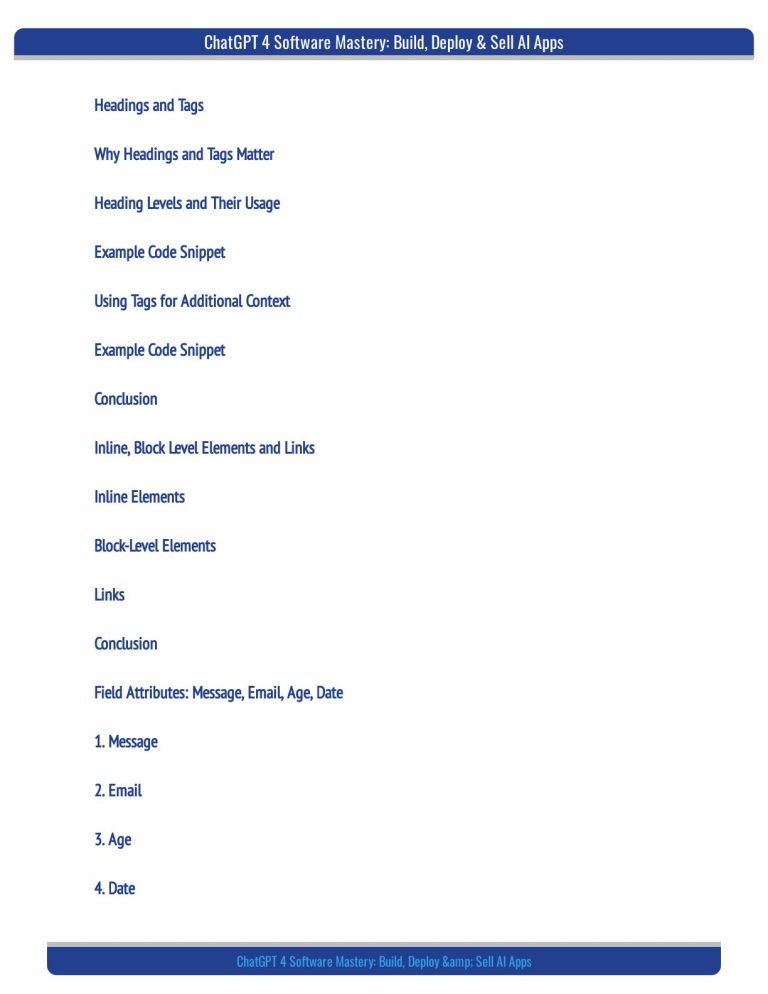 ChatGPT 4 Software Mastery: Build, Deploy & Sell AI Apps
Headings and Tags
Why Headings and Tags Matter
Heading Levels and Their Usage
Example Code Snippet
Using Tags for Additional Context
Example Code Snippet
Conclusion
Inline, Block Level Elements and Links
Inline Elements
Block-Level Elements
Links
Conclusion
Field Attributes: Message, Email, Age, Date
1. Message
2. Email
3. Age
4. Date
ChatGPT 4 Software Mastery: Build, Deploy &amp; Sell AI Apps